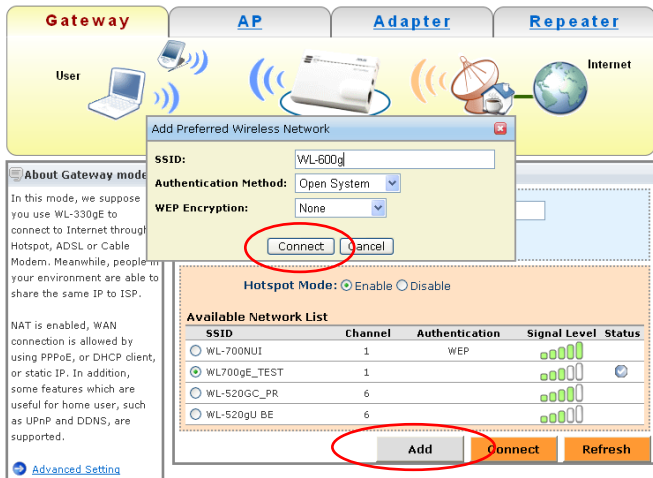 Gateway
AP
Adapter
Repeater
User
Internet
Add Preferred Wireless Network
SSID:
WL-600g
Authentication Method:
Open System
WEP Encryption:
None
Connect
Cancel
About Gateway mode
In this mode, we suppose
you use WL-330gE to
connect to Internet through
Hotspot, ADSL or Cable
Modem. Meanwhile, people in
your environment are able to
share the same IP to ISP.
NAT is enabled, WAN
connection is allowed by
using PPPoE, or DHCP client,
or static IP. In addition,
some features which are
useful for home user, such
as UPnP and DDNS, are
supported.
Advanced Setting
Hotspot Mode: Enable Disable
Available Network List
SSID Channel Authentication Signal Level Status
WL-700NUI 1 WEP
WL700gE_TEST 1
WL-520GC_PR 6
WL-520gU BE 6
Add Connect Refresh